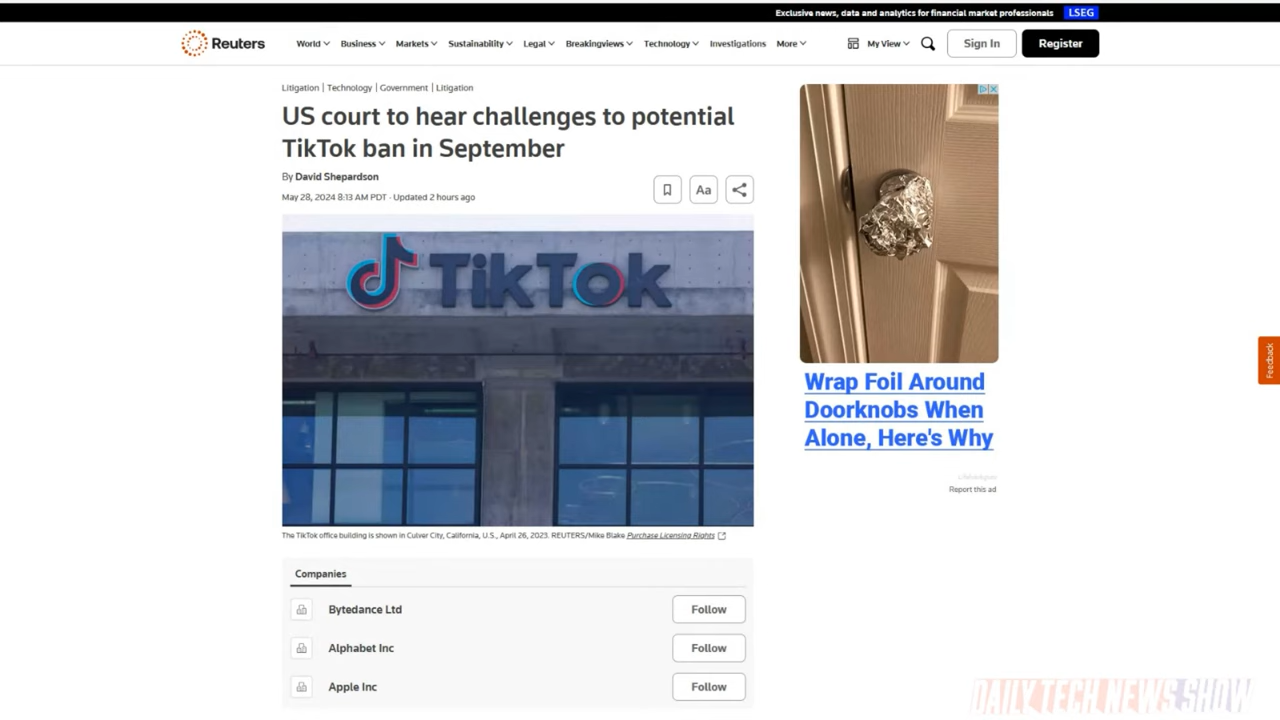 Exclusive news, data and analytics for financial market professionals LSEG
Reuters World Business Markets Sustainability Legal Breakingviews Technology Investigations More My View Sign In Register
Litigation | Technology | Government | Litigation
US court to hear challenges to potential
TikTok ban in September
By David Shepardson
May 28, 2024 8:13 AM PDT · Updated 2 hours ago
Aa
TikTok
The TikTok office building is shown in Culver City, California, U.S., April 26, 2023. REUTERS/Mike Blake Purchase Licensing Rights
Companies
Bytedance Ltd Follow
Alphabet Inc Follow
Apple Inc Follow
Wrap Foil Around
Doorknobs When
Alone, Here's Why
Report this ad
Feedback
DAILY TECH NEWS SHOW